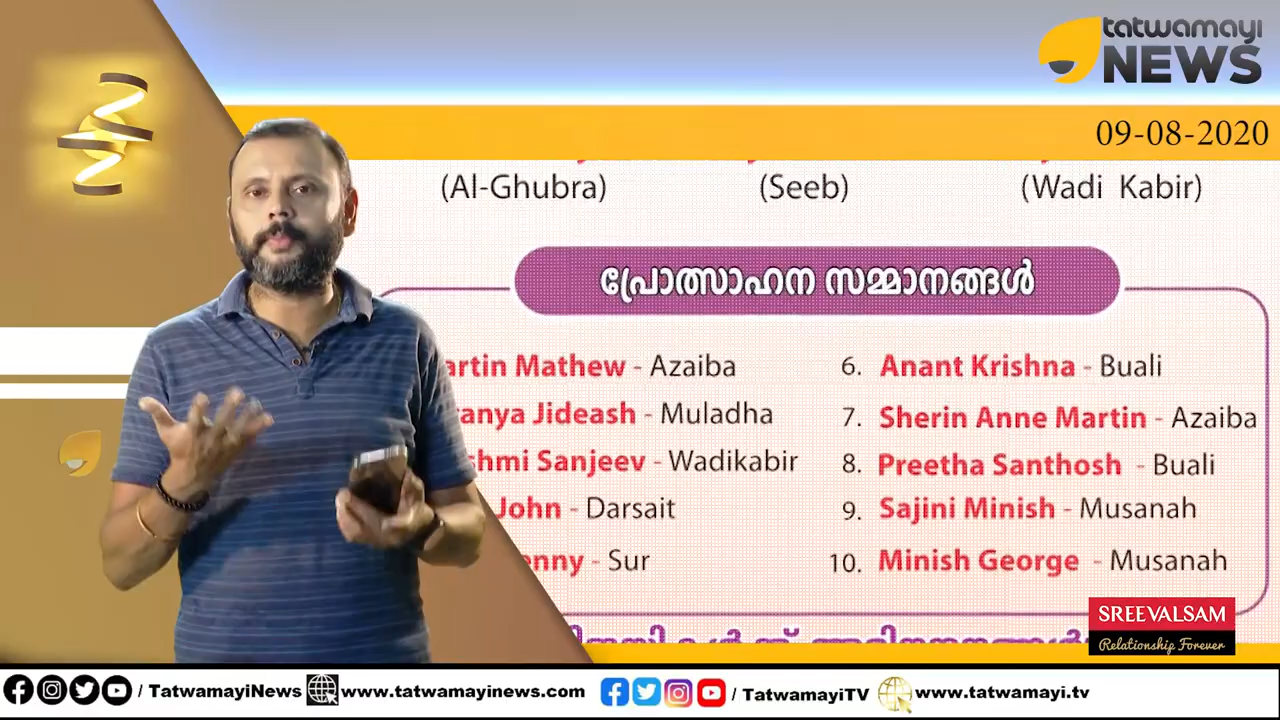 tatwamayi
NEWS
09-08-2020
(Al-Ghubra) (Seeb) (Wadi Kabir)
പ്രോത്സാഹന സമ്മാനങ്ങൾ
artin Mathew - Azaiba
anya Jideash - Muladha
shmi Sanjeev - Wadikabir
John - Darsait
nny - Sur
6. Anant Krishna - Buali
7. Sherin Anne Martin - Azaiba
8. Preetha Santhosh - Buali
9. Sajini Minish - Musanah
10. Minish George - Musanah
SREEVALSAM
Relationship Forever
/ TatwamayiNews www.tatwamayinews.com / TatwamayiTV www.tatwamayi.tv